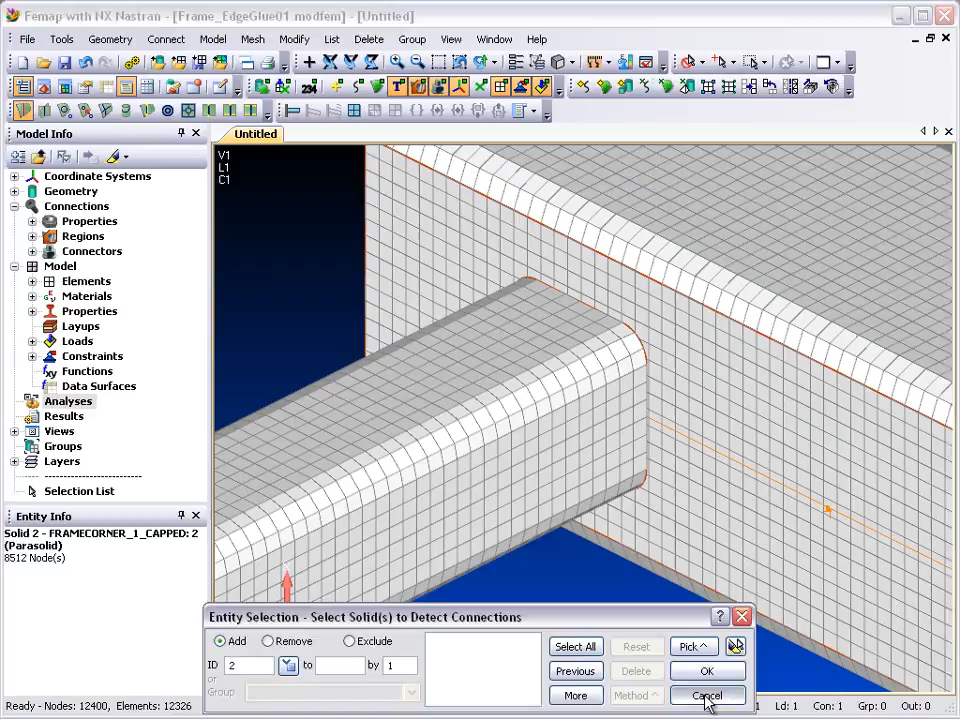 Femap with NX Nastran - [Frame_EdgeGlue01.modfem] - [Untitled]
File Tools Geometry Connect Model Mesh Modify List Delete Group View Window Help
234
T
Model Info
Untitled
V1
L1
C1
Coordinate Systems
Geometry
Connections
Properties
Regions
Connectors
Model
Elements
Materials
Properties
Layups
Loads
Constraints
fxy Functions
Data Surfaces
Analyses
Results
Views
Groups
Layers
Selection List
Entity Info
Solid 2 - FRAMECORNER_1_CAPPED: 2
(Parasolid)
8512 Node(s)
Entity Selection - Select Solid(s) to Detect Connections
Add Remove Exclude
ID 2 to by 1
or
Group
Select All Reset Pick ^
Previous Delete OK
More Method ^ Cancel
Ready - Nodes: 12400, Elements: 12326
1 Ld: 1 Con: 1 Grp: 0 Out: 0